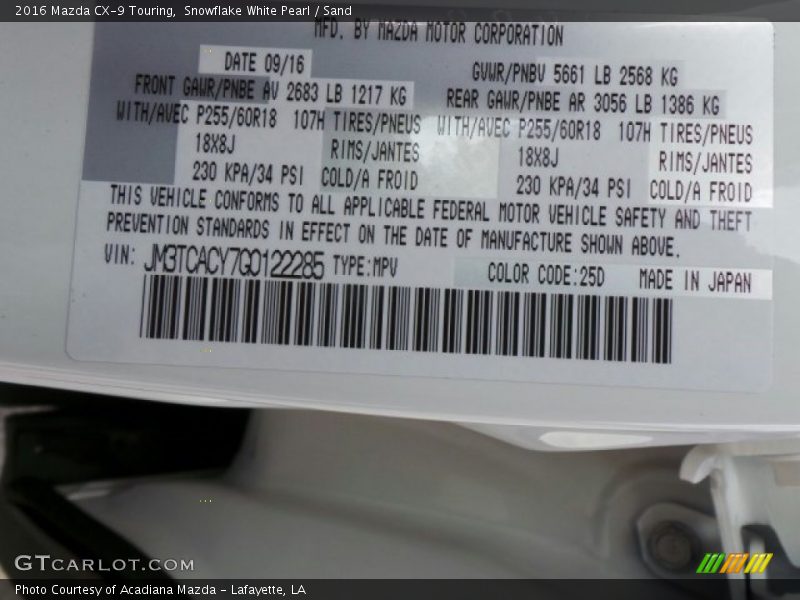 2016 Mazda CX-9 Touring, Snowflake White Pearl / Sand
MFD. BY MAZDA MOTOR CORPORATION
DATE 09/16
GVWR/PNBV 5661 LB 2568 KG
FRONT GAWR/PNBE AV 2683 LB 1217 KG
REAR GAWR/PNBE AR 3056 LB 1386 KG
WITH/AVEC P255/60R18 107H TIRES/PNEUS WITH/AVEC P255/60R18 107H TIRES/PNEUS
18X8J RIMS/JANTES 18X8J RIMS/JANTES
230 KPA/34 PSI COLD/A FROID 230 KPA/34 PSI COLD/A FROID
THIS VEHICLE CONFORMS TO ALL APPLICABLE FEDERAL MOTOR VEHICLE SAFETY AND THEFT
PREVENTION STANDARDS IN EFFECT ON THE DATE OF MANUFACTURE SHOWN ABOVE.
VIN: JM3TCACY7G0122285 TYPE:MPV COLOR CODE:25D MADE IN JAPAN
GTCARLOT.COM
Photo Courtesy of Acadiana Mazda - Lafayette, LA